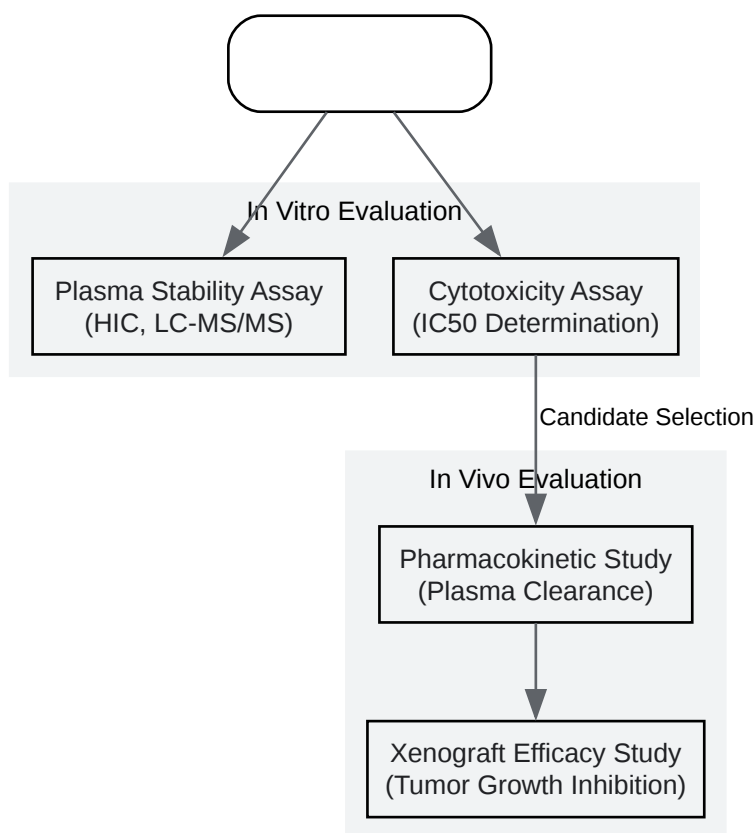 In Vitro Evaluation
Plasma Stability Assay
(HIC, LC-MS/MS)
Cytotoxicity Assay
(IC50 Determination)
Candidate Selection
In Vivo Evaluation
Pharmacokinetic Study
(Plasma Clearance)
Xenograft Efficacy Study
(Tumor Growth Inhibition)